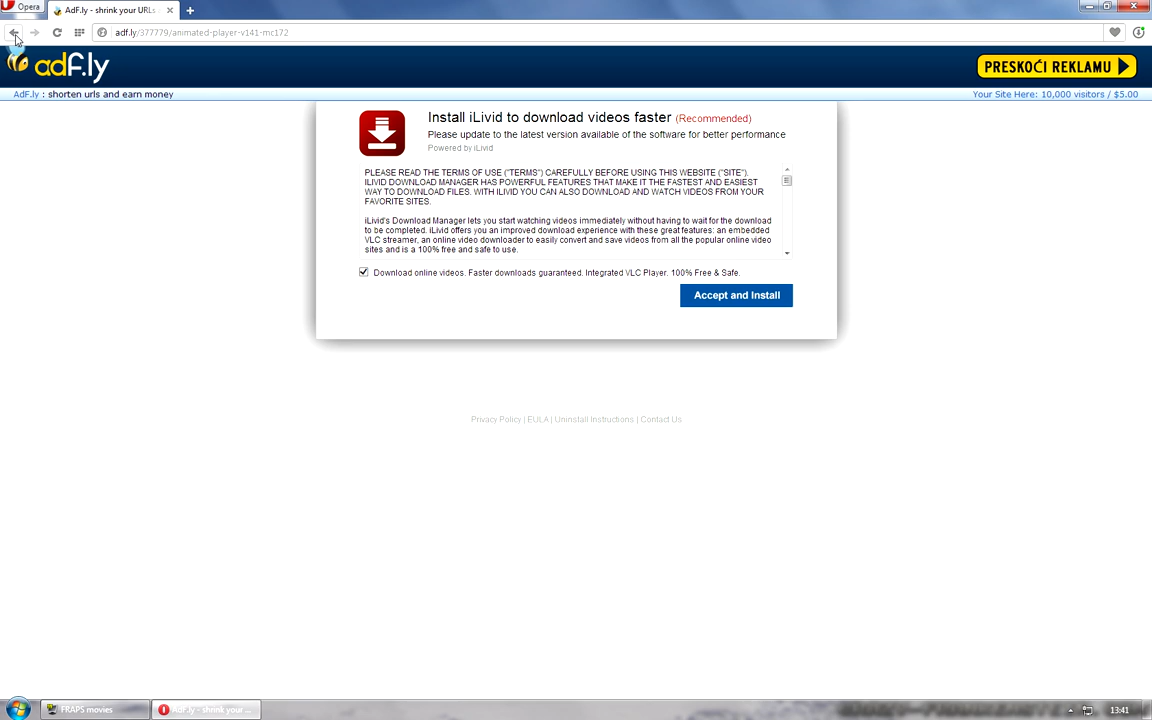 Opera
AdF.ly - shrink your URLs
adf.ly/377779/animated-player-v141-mc172
adf.ly
PRESKOĆI REKLAMU
AdF.ly : shorten urls and earn money
Your Site Here: 10,000 visitors / $5.00
Install iLivid to download videos faster (Recommended)
Please update to the latest version available of the software for better performance
Powered by iLivid
PLEASE READ THE TERMS OF USE ("TERMS") CAREFULLY BEFORE USING THIS WEBSITE ("SITE").
ILIVID DOWNLOAD MANAGER HAS POWERFUL FEATURES THAT MAKE IT THE FASTEST AND EASIEST
WAY TO DOWNLOAD FILES. WITH ILIVID YOU CAN ALSO DOWNLOAD AND WATCH VIDEOS FROM YOUR
FAVORITE SITES.
iLivid's Download Manager lets you start watching videos immediately without having to wait for the download
to be completed. iLivid offers you an improved download experience with these great features: an embedded
VLC streamer, an online video downloader to easily convert and save videos from all the popular online video
sites and is a 100% free and safe to use.
Download online videos. Faster downloads guaranteed. Integrated VLC Player. 100% Free & Safe.
Accept and Install
Privacy Policy | EULA | Uninstall Instructions | Contact Us
FRAPS movies
AdF.ly - shrink your ...
13:41